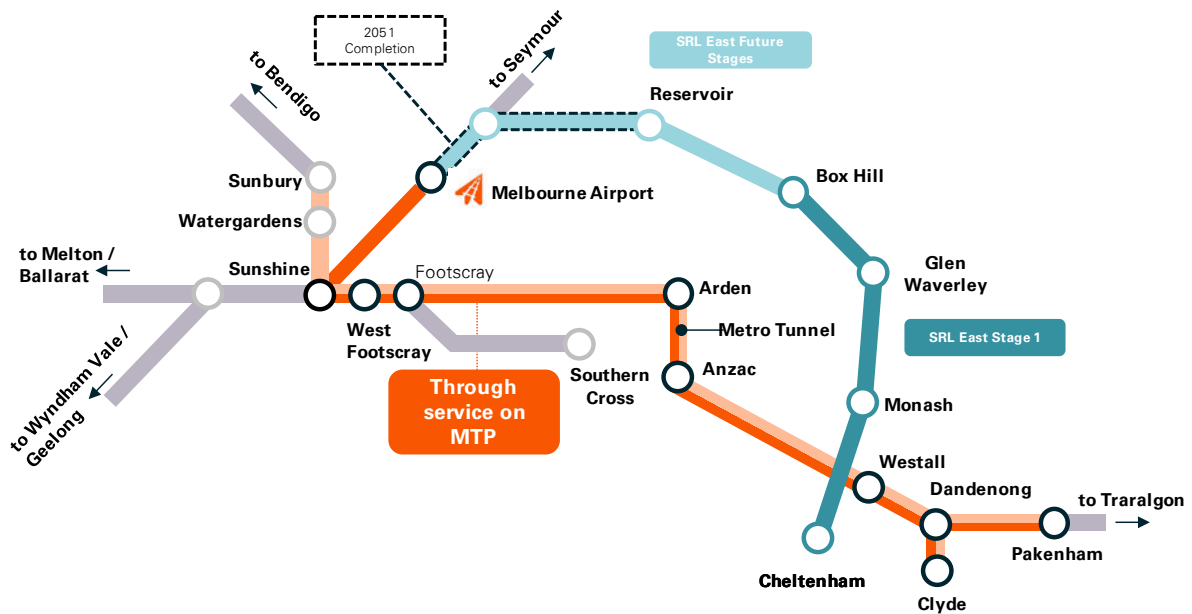 2051
Completion
SRL East Future
Stages
to Seymour
to Bendigo
Reservoir
Box Hill
Sunbury
Melbourne Airport
Watergardens
to Melton /
Ballarat
Sunshine
Footscray
Glen
Waverley
Arden
West
Footscray
Metro Tunnel
SRL East Stage 1
to Wyndham Vale /
Geelong
Southern
Cross
Anzac
Through
service on
MTP
Monash
Westall
Dandenong
to Traralgon
Pakenham
Cheltenham
Clyde